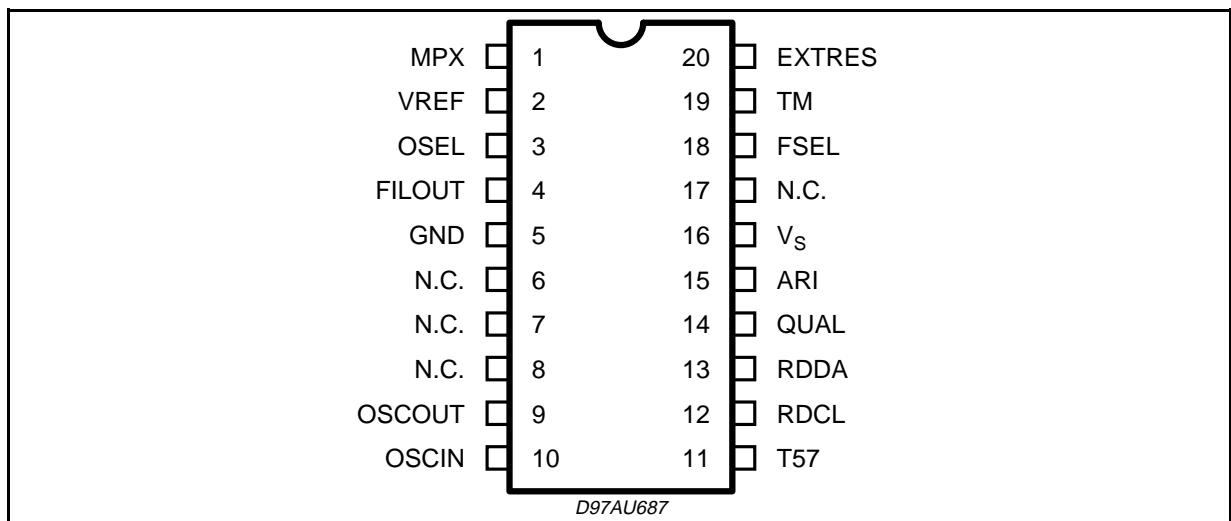 MPX 1 20 EXTRES
VREF 2 19 TM
OSEL 3 18 FSEL
FILOUT 4 17 N.C.
GND 5 16 VS
N.C. 6 15 ARI
N.C. 7 14 QUAL
N.C. 8 13 RDDA
OSCOUT 9 12 RDCL
OSCIN 10 11 T57
D97AU687